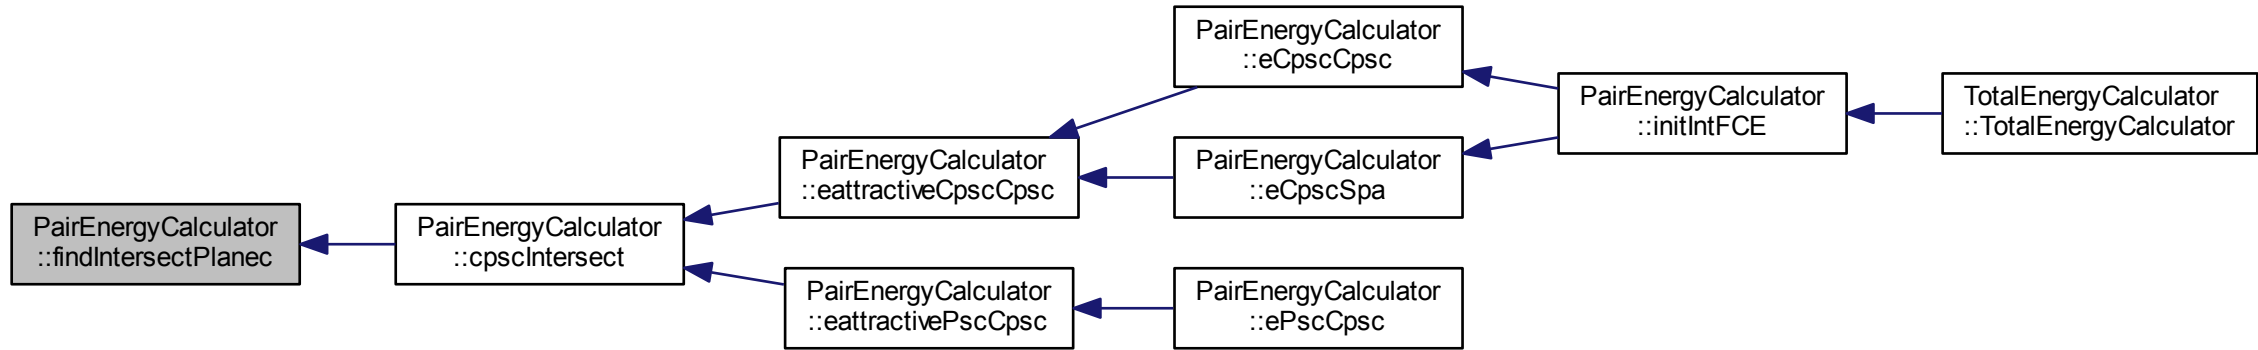 PairEnergyCalculator
::eCpscCpsc
PairEnergyCalculator
::initIntFCE
TotalEnergyCalculator
::TotalEnergyCalculator
PairEnergyCalculator
::eattractiveCpscCpsc
PairEnergyCalculator
::eCpscSpa
PairEnergyCalculator
::findIntersectPlanec
PairEnergyCalculator
::cpscIntersect
PairEnergyCalculator
::eattractivePscCpsc
PairEnergyCalculator
::ePscCpsc